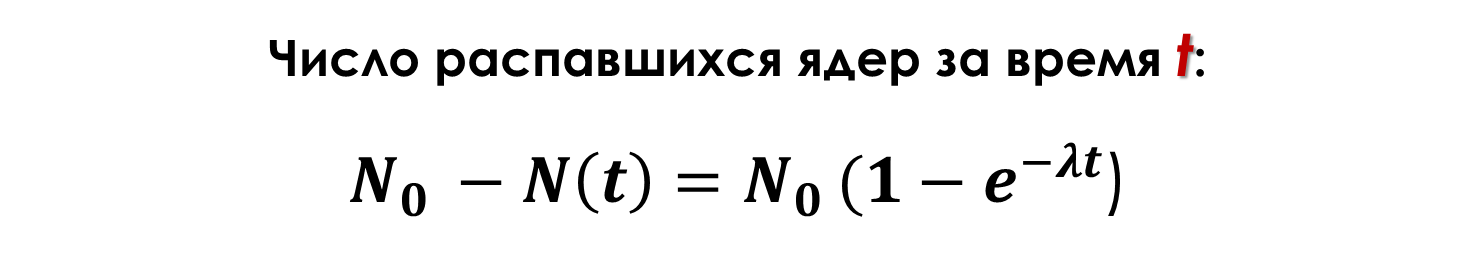 Число распавшихся ядер за время t:
N₀ − N(t) = N₀ (1 − e^{−λt})